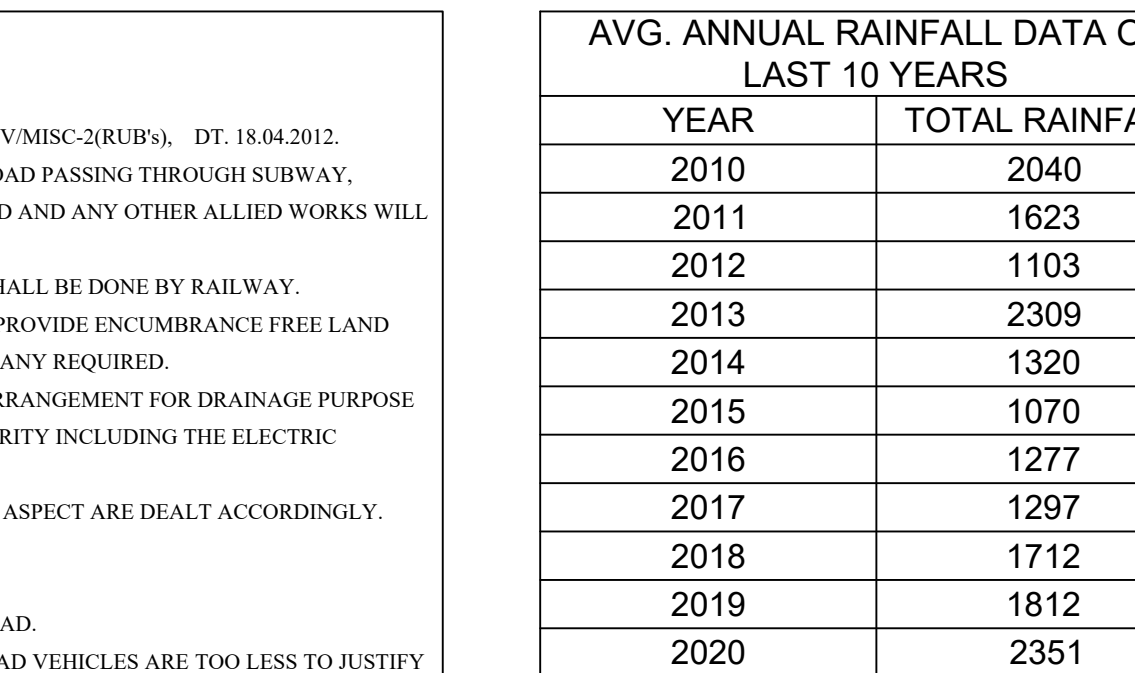 V/MISC-2(RUB's), DT. 18.04.2012.
OAD PASSING THROUGH SUBWAY,
D AND ANY OTHER ALLIED WORKS WILL
HALL BE DONE BY RAILWAY.
PROVIDE ENCUMBRANCE FREE LAND
ANY REQUIRED.
RRANGEMENT FOR DRAINAGE PURPOSE
RITY INCLUDING THE ELECTRIC
ASPECT ARE DEALT ACCORDINGLY.
AD.
AD VEHICLES ARE TOO LESS TO JUSTIFY
AVG. ANNUAL RAINFALL DATA
LAST 10 YEARS
YEAR TOTAL RAINFA
2010 2040
2011 1623
2012 1103
2013 2309
2014 1320
2015 1070
2016 1277
2017 1297
2018 1712
2019 1812
2020 2351